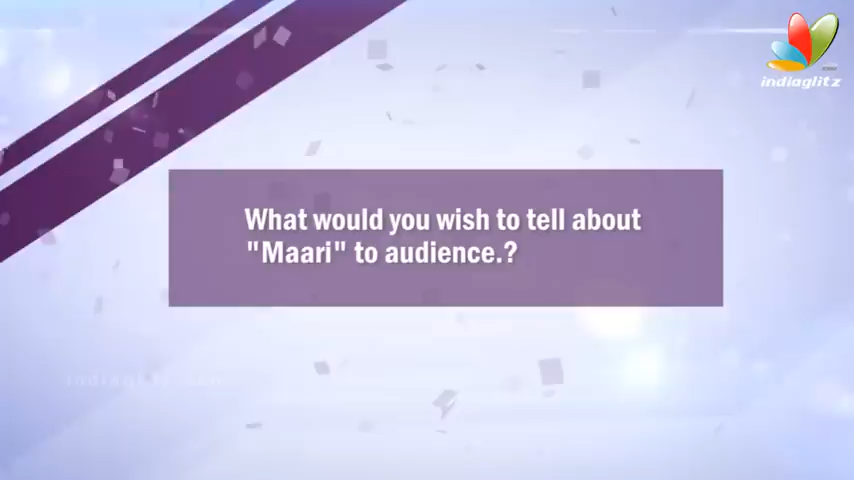 indiaglitz
What would you wish to tell about
"Maari" to audience.?